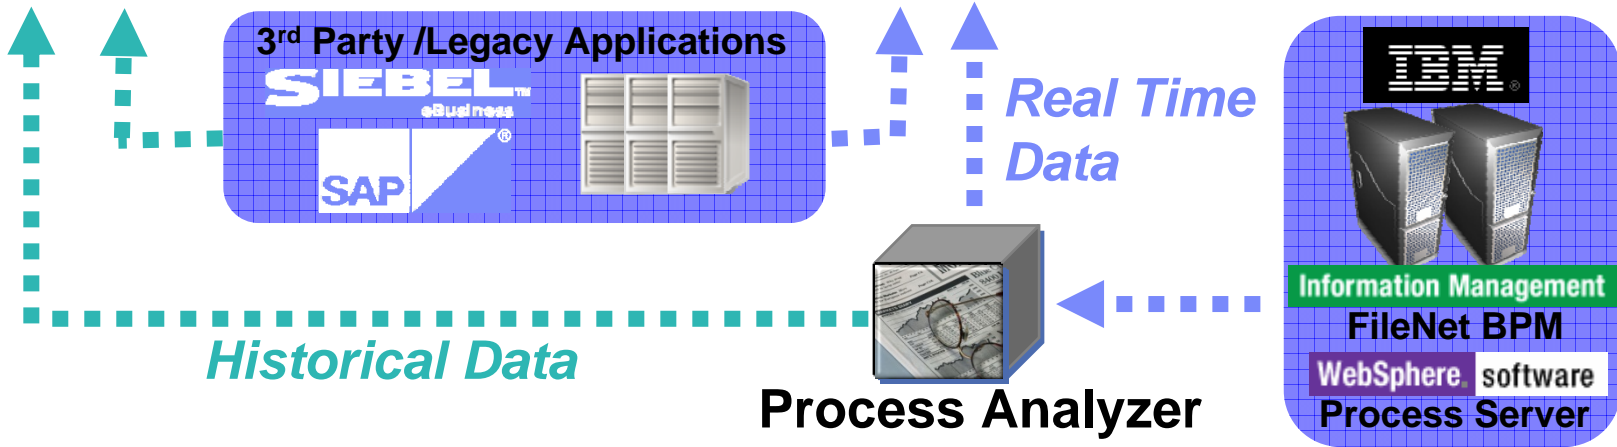 3rd Party /Legacy Applications
SIEBEL™
eBusiness
SAP ®
Real Time
Data
Historical Data
Process Analyzer
IBM®
Information Management
FileNet BPM
WebSphere. software
Process Server